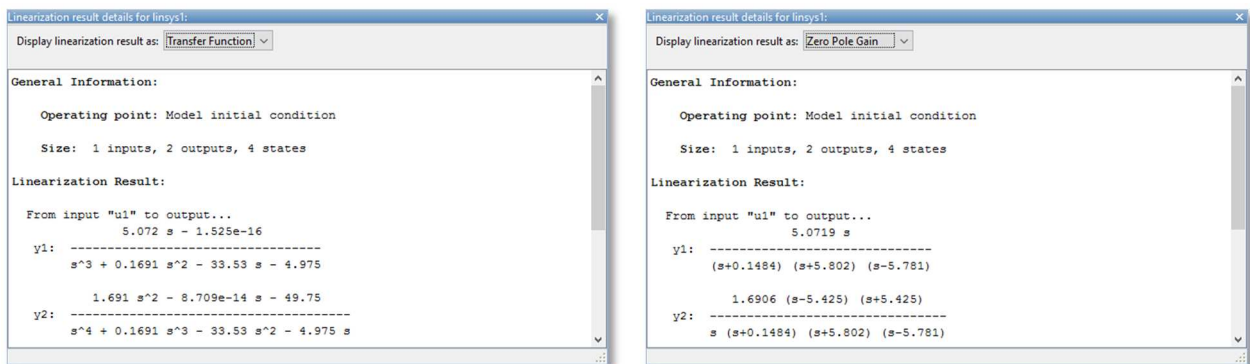 Linearization result details for linsys1:
Display linearization result as: Transfer Function
General Information:
Operating point: Model initial condition
Size: 1 inputs, 2 outputs, 4 states
Linearization Result:
From input "u1" to output...
5.072 s - 1.525e-16
y1: ----------------------------------
s^3 + 0.1691 s^2 - 33.53 s - 4.975
1.691 s^2 - 8.709e-14 s - 49.75
y2: --------------------------------------
s^4 + 0.1691 s^3 - 33.53 s^2 - 4.975 s
Linearization result details for linsys1:
Display linearization result as: Zero Pole Gain
General Information:
Operating point: Model initial condition
Size: 1 inputs, 2 outputs, 4 states
Linearization Result:
From input "u1" to output...
5.0719 s
y1: ------------------------------
(s+0.1484) (s+5.802) (s-5.781)
1.6906 (s-5.425) (s+5.425)
y2: --------------------------------
s (s+0.1484) (s+5.802) (s-5.781)